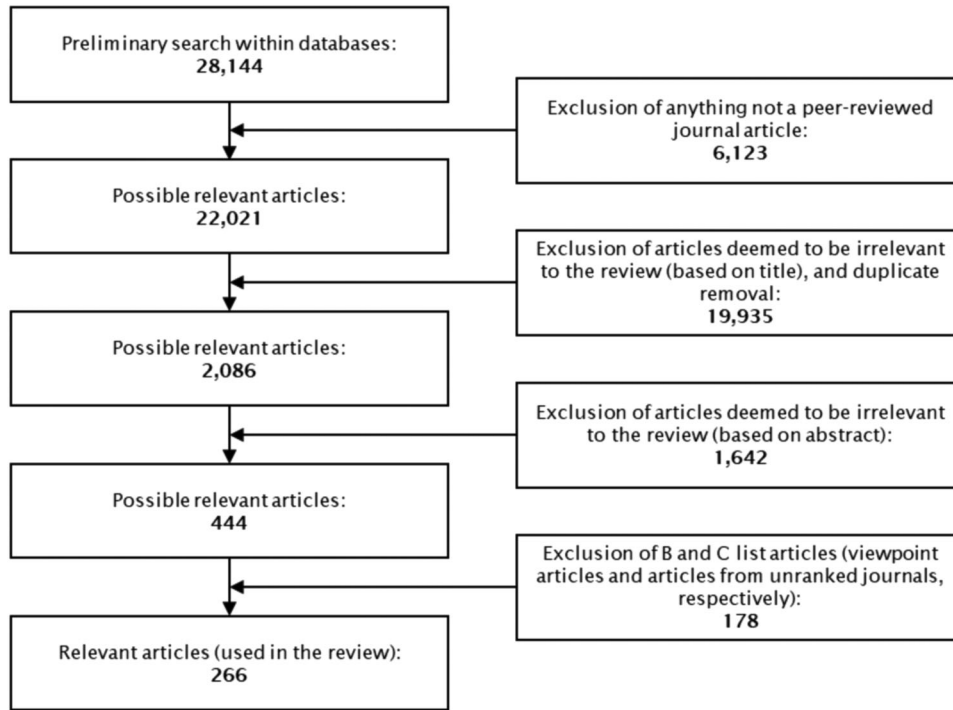 Preliminary search within databases:
28,144
Exclusion of anything not a peer-reviewed
journal article:
6,123
Possible relevant articles:
22,021
Exclusion of articles deemed to be irrelevant
to the review (based on title), and duplicate
removal:
19,935
Possible relevant articles:
2,086
Exclusion of articles deemed to be irrelevant
to the review (based on abstract):
1,642
Possible relevant articles:
444
Exclusion of B and C list articles (viewpoint
articles and articles from unranked journals,
respectively):
178
Relevant articles (used in the review):
266